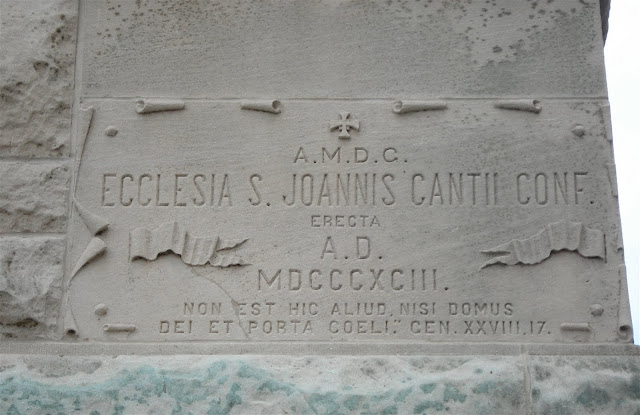 A.M.D.G.
ECCLESIA S. JOANNIS CANTII CONF.
ERECTA
A.D.
MDCCCXCIII.
NON EST HIC ALIUD, NISI DOMUS
DEI ET PORTA COELI." GEN. XXVIII, 17.